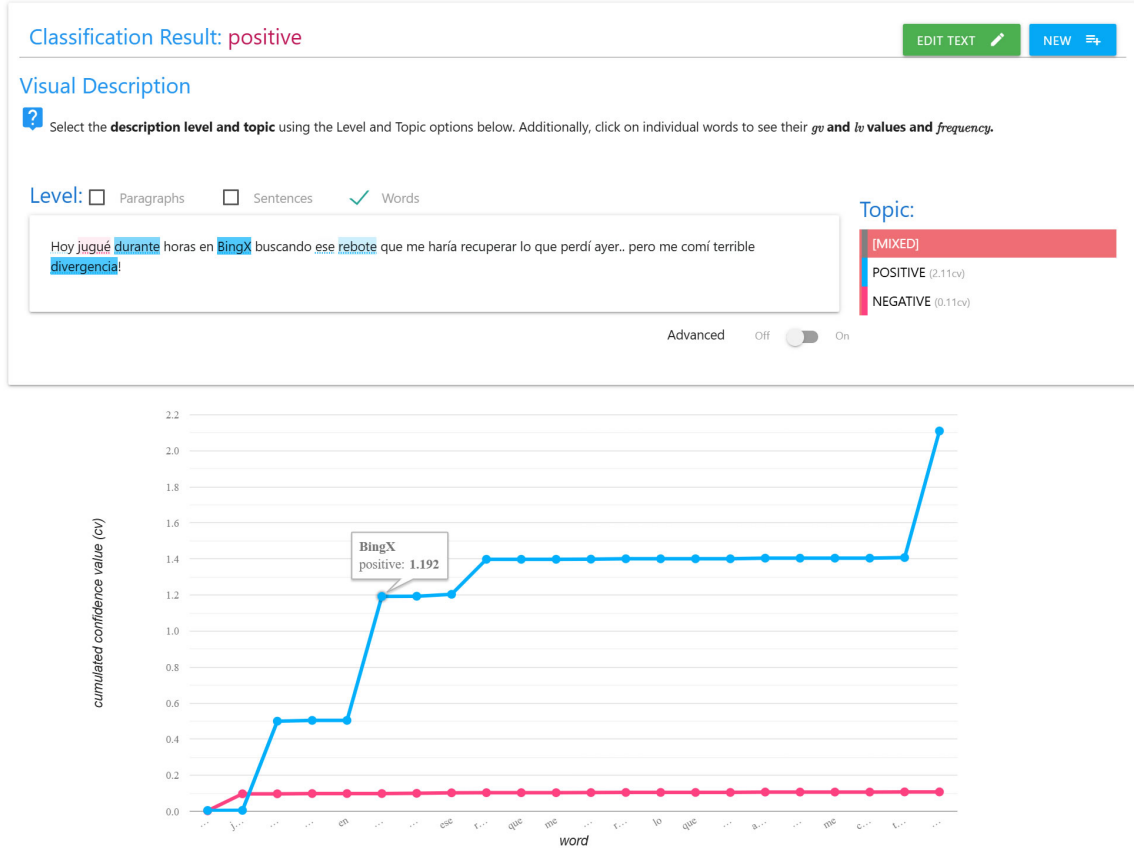 Classification Result: positive
EDIT TEXT
NEW
Visual Description
? Select the description level and topic using the Level and Topic options below. Additionally, click on individual words to see their gv and lv values and frequency.
Level: Paragraphs Sentences Words
Hoy jugué durante horas en BingX buscando ese rebote que me haría recuperar lo que perdí ayer.. pero me comí terrible
divergencia!
Topic:
[MIXED]
POSITIVE (2.11cv)
NEGATIVE (0.11cv)
Advanced Off On
2.2
2.0
1.8
1.6
1.4
1.2
1.0
0.8
0.6
0.4
0.2
0.0
cumulated confidence value (cv)
BingX
positive: 1.192
... j... ... ... en ... ... ese r... que me ... r... lo que ... a... ... me c... t... ...
word